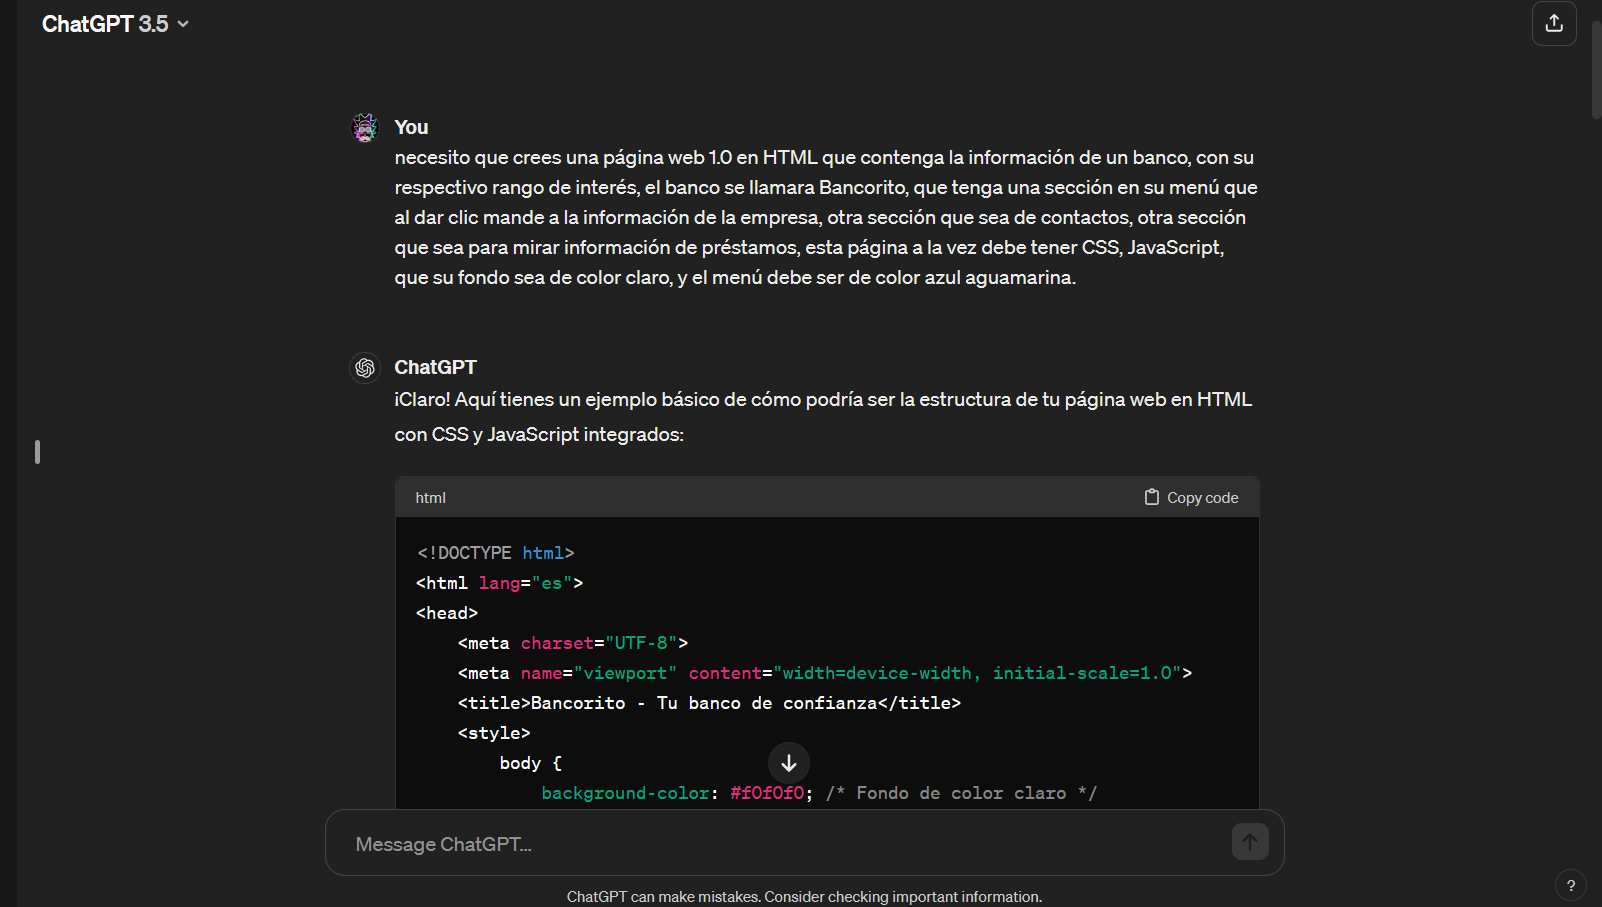 ChatGPT 3.5
You
necesito que crees una página web 1.0 en HTML que contenga la información de un banco, con su
respectivo rango de interés, el banco se llamara Bancorito, que tenga una sección en su menú que
al dar clic mande a la información de la empresa, otra sección que sea de contactos, otra sección
que sea para mirar información de préstamos, esta página a la vez debe tener CSS, JavaScript,
que su fondo sea de color claro, y el menú debe ser de color azul aguamarina.
ChatGPT
¡Claro! Aquí tienes un ejemplo básico de cómo podría ser la estructura de tu página web en HTML
con CSS y JavaScript integrados:
html
Copy code
<!DOCTYPE html>
<html lang="es">
<head>
    <meta charset="UTF-8">
    <meta name="viewport" content="width=device-width, initial-scale=1.0">
    <title>Bancorito - Tu banco de confianza</title>
    <style>
        body {
            background-color: #f0f0f0; /* Fondo de color claro */
Message ChatGPT...
ChatGPT can make mistakes. Consider checking important information.
?